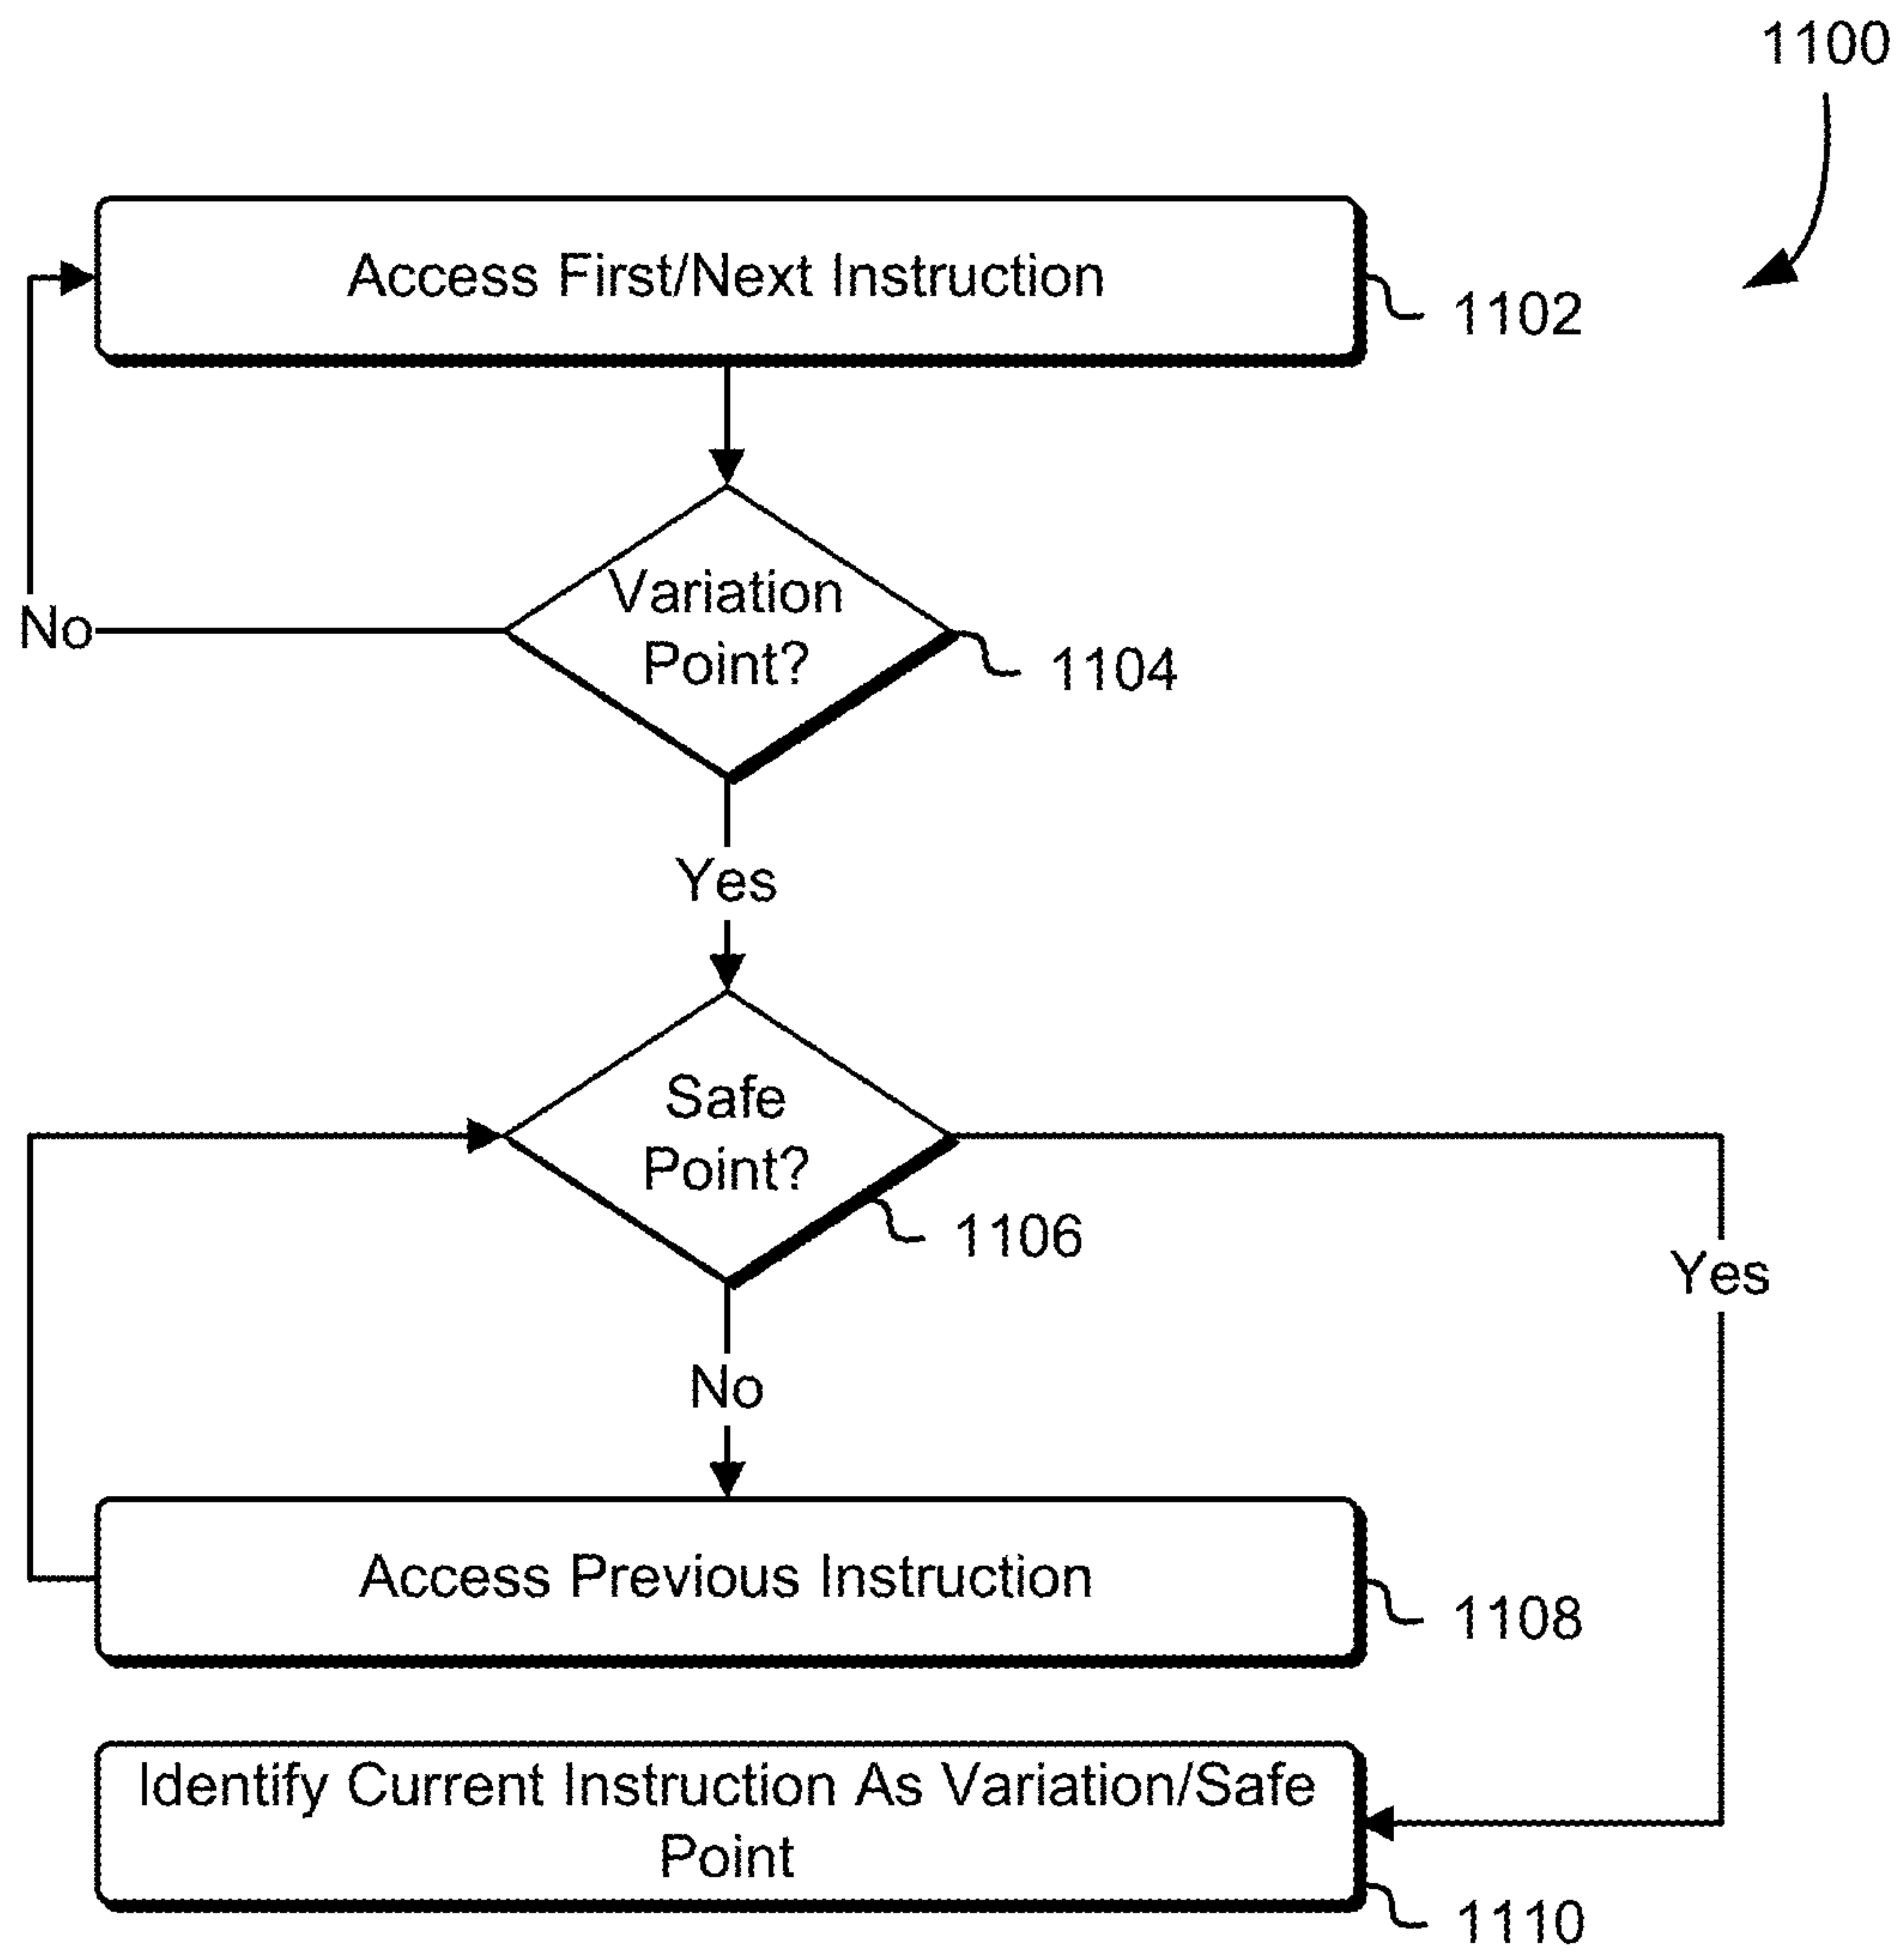 1100
Access First/Next Instruction
1102
Variation
Point?
No
1104
Yes
Safe
Point?
1106
Yes
No
Access Previous Instruction
1108
Identify Current Instruction As Variation/Safe
Point
1110